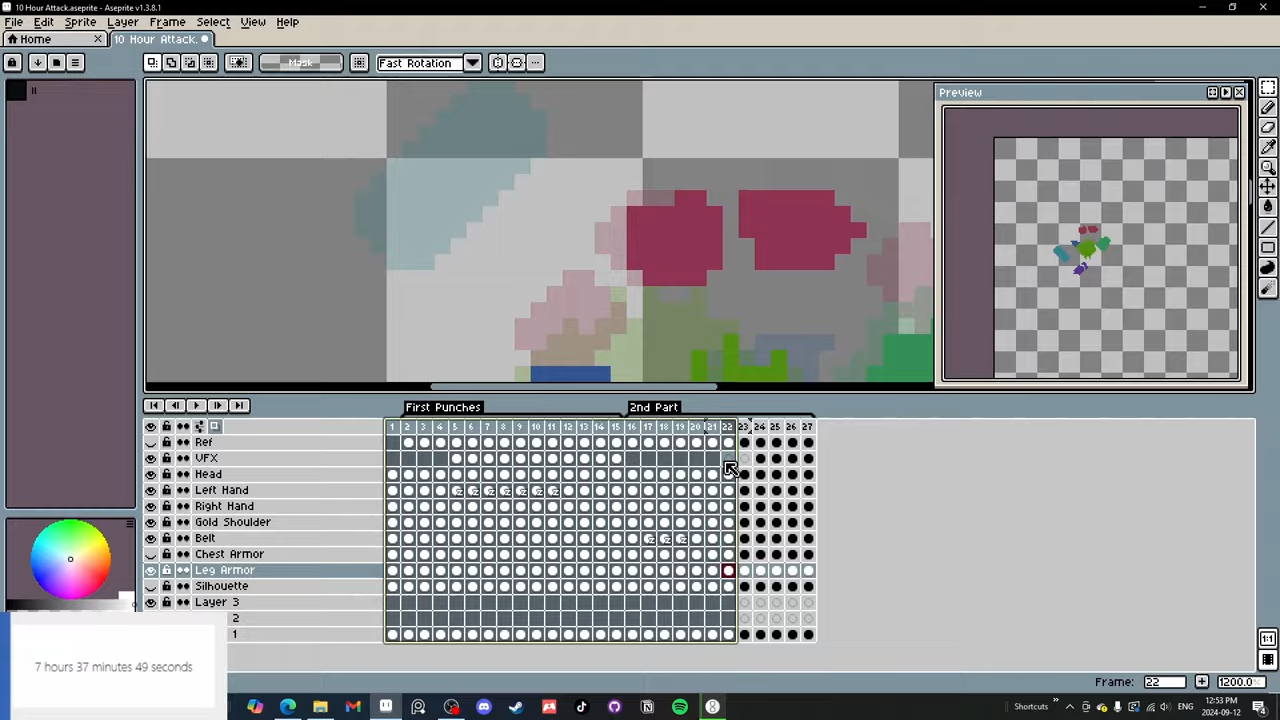 10 Hour Attack.aseprite - Aseprite v1.3.8.1
File Edit Sprite Layer Frame Select View Help
Home
10 Hour Attack.
Mask
Fast Rotation
Preview
First Punches
2nd Part
1 2 3 4 5 6 7 8 9 10 11 12 13 14 15 16 17 18 19 20 21 22 23 24 25 26 27
Ref
VFX
Head
Left Hand
Right Hand
Gold Shoulder
Belt
Chest Armor
Leg Armor
Silhouette
Layer 3
2
1
7 hours 37 minutes 49 seconds
Frame: 22
1:1
1200.0
Shortcuts
12:53 PM
2024-09-12